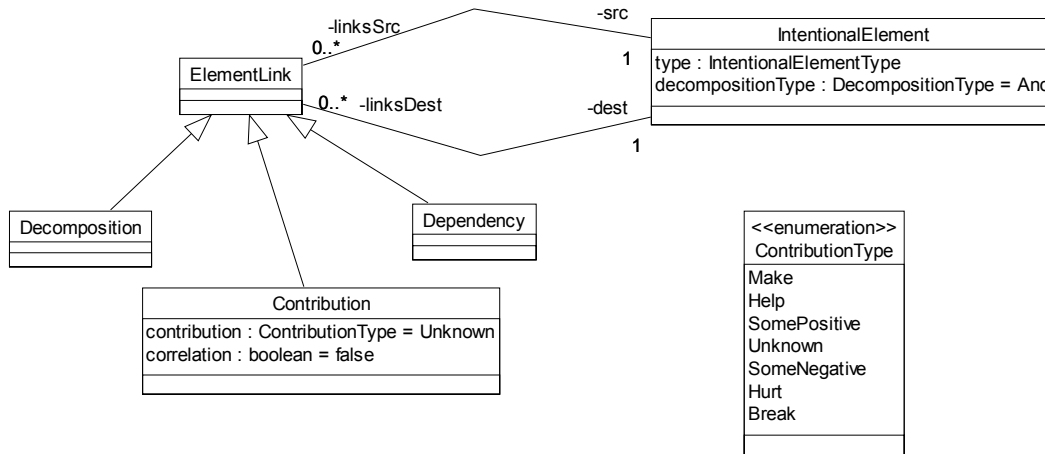 -linksSrc
-src
0..*
1
ElementLink
IntentionalElement
type : IntentionalElementType
decompositionType : DecompositionType = And
0..*
-linksDest
-dest
1
Decomposition
Dependency
Contribution
contribution : ContributionType = Unknown
correlation : boolean = false
<<enumeration>>
ContributionType
Make
Help
SomePositive
Unknown
SomeNegative
Hurt
Break